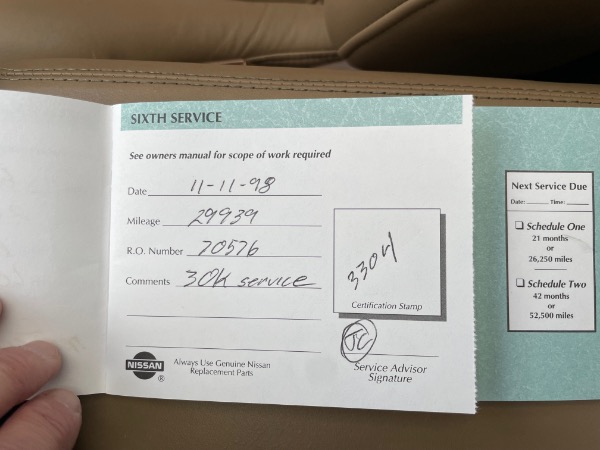 SIXTH SERVICE
See owners manual for scope of work required
Date 11-11-98
Mileage 29939
R.O. Number 70576
Comments 30K service
3304
Certification Stamp
JC
Service Advisor
Signature
NISSAN
®
Always Use Genuine Nissan
Replacement Parts
Next Service Due
Date: Time:
Schedule One
21 months
or
26,250 miles
Schedule Two
42 months
or
52,500 miles